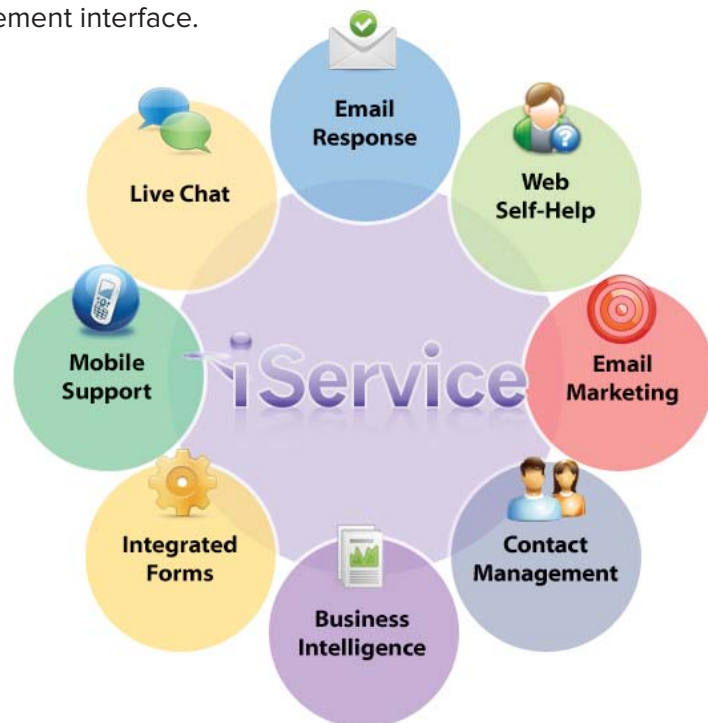 ement interface.
Email
Response
Live Chat
Web
Self-Help
Mobile
Support
iService
Email
Marketing
Integrated
Forms
Contact
Management
Business
Intelligence